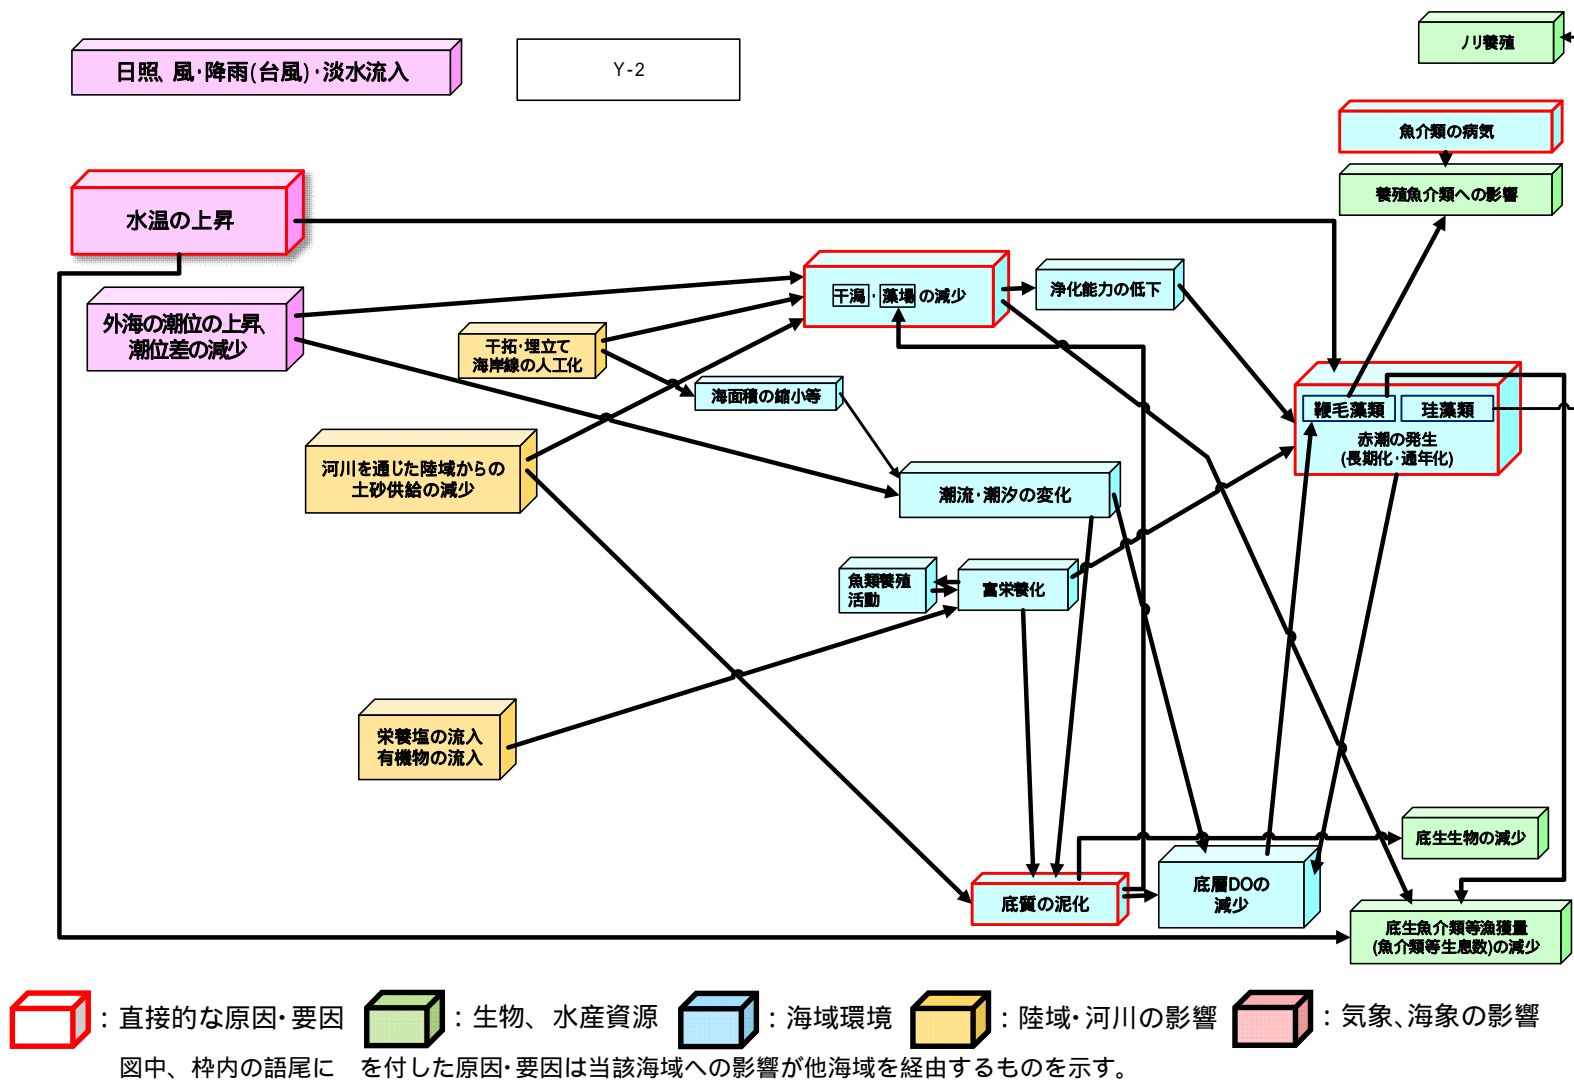 ノリ養殖
日照、風・降雨(台風)・淡水流入
Y-2
魚介類の病気
養殖魚介類への影響
水温の上昇
干潟・藻場の減少
浄化能力の低下
外海の潮位の上昇、
潮位差の減少
干拓・埋立て
海岸線の人工化
海面積の縮小等
鞭毛藻類
珪藻類
赤潮の発生
(長期化・通年化)
河川を通じた陸域からの
土砂供給の減少
潮流・潮汐の変化
魚類養殖
活動
富栄養化
栄養塩の流入
有機物の流入
底生生物の減少
底質の泥化
底層DOの
減少
底生魚介類等漁獲量
(魚介類等生息数)の減少
:直接的な原因・要因
:生物、水産資源
:海域環境
:陸域・河川の影響
:気象、海象の影響
図中、枠内の語尾に　を付した原因・要因は当該海域への影響が他海域を経由するものを示す。